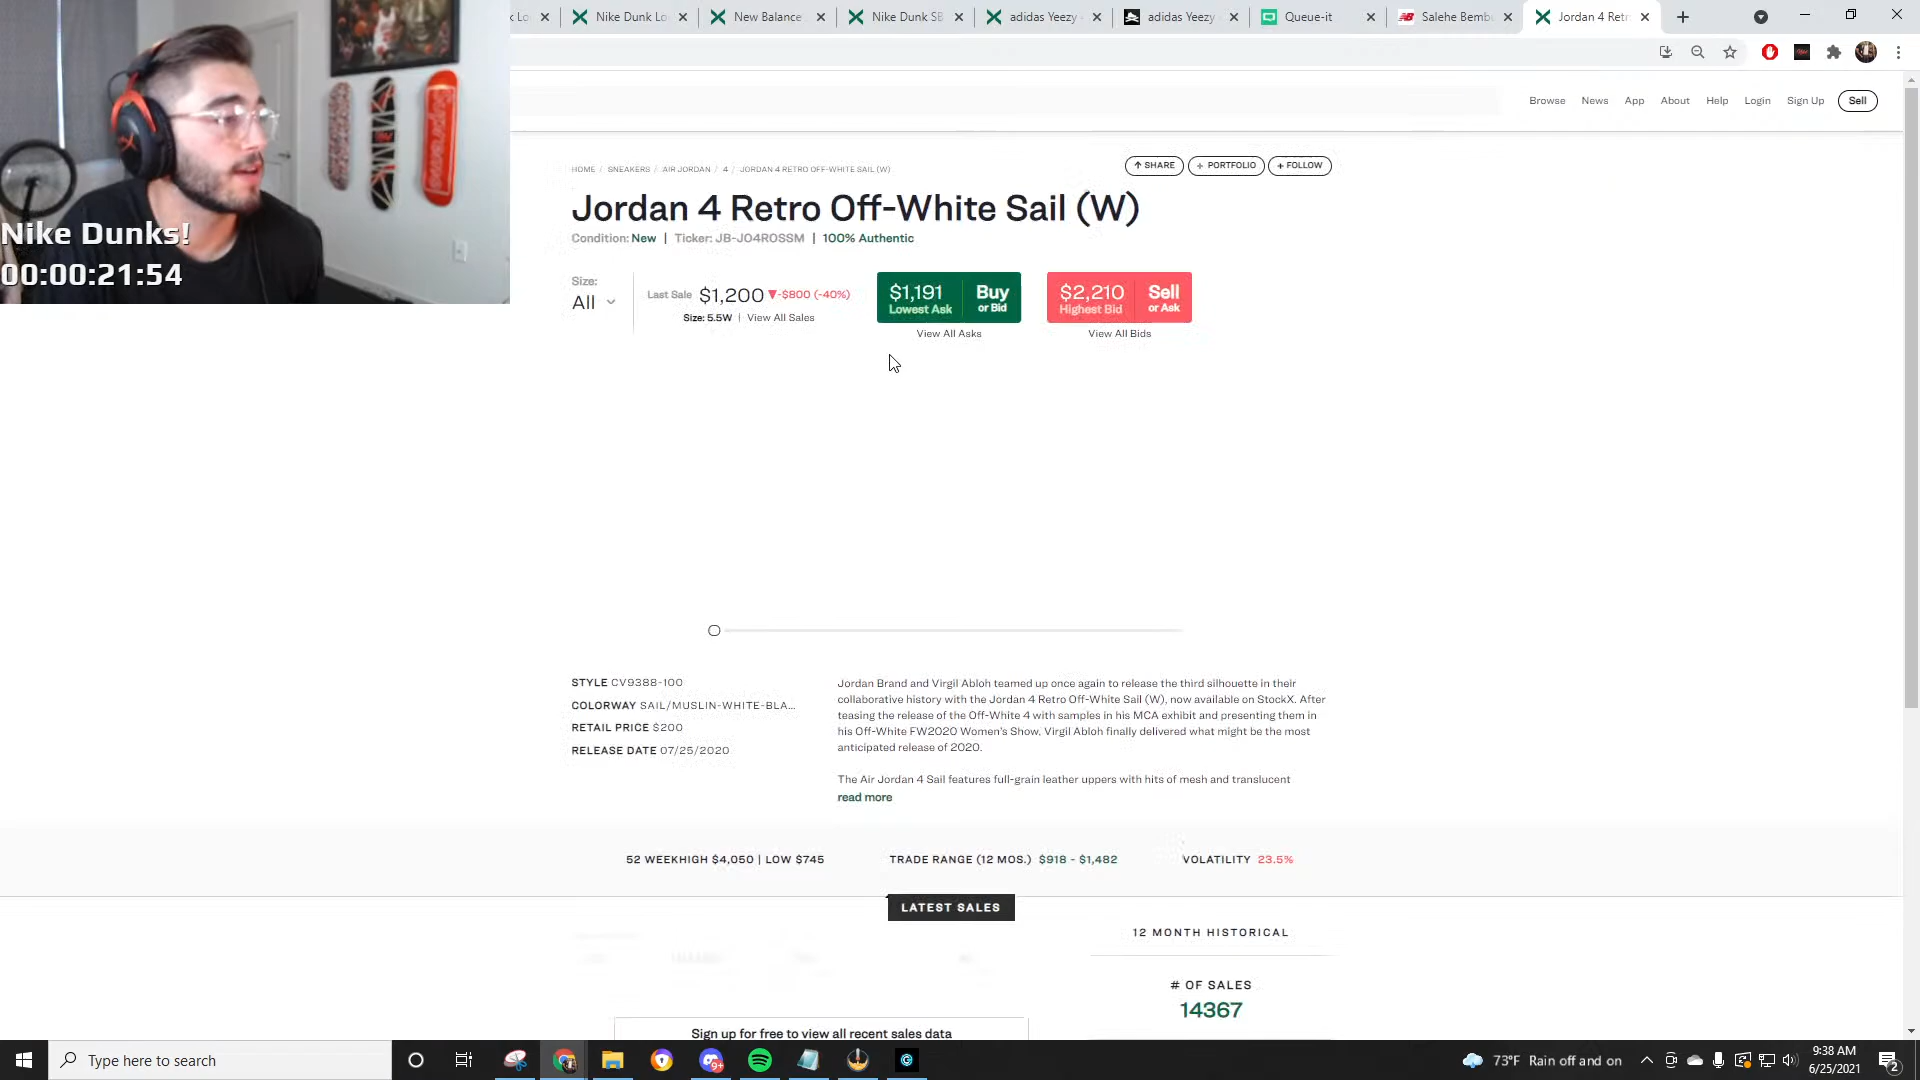 k Lo
Nike Dunk Lo
New Balance
Nike Dunk SB
adidas Yeezy
adidas Yeezy
Queue-it
Salehe Bembu
Jordan 4 Retr
Browse News App About Help Login Sign Up Sell
HOME / SNEAKERS / AIR JORDAN / 4 / JORDAN 4 RETRO OFF-WHITE SAIL (W)
SHARE + PORTFOLIO + FOLLOW
Jordan 4 Retro Off-White Sail (W)
Condition: New | Ticker: JB-JO4ROSSM | 100% Authentic
Nike Dunks!
00:00:21:54
Size:
All
Last Sale $1,200 ▼-$800 (-40%)
Size: 5.5W | View All Sales
$1,191 Buy
Lowest Ask or Bid
View All Asks
$2,210 Sell
Highest Bid or Ask
View All Bids
STYLE CV9388-100
COLORWAY SAIL/MUSLIN-WHITE-BLA...
RETAIL PRICE $200
RELEASE DATE 07/25/2020
Jordan Brand and Virgil Abloh teamed up once again to release the third silhouette in their
collaborative history with the Jordan 4 Retro Off-White Sail (W), now available on StockX. After
teasing the release of the Off-White 4 with samples in his MCA exhibit and presenting them in
his Off-White FW2020 Women's Show, Virgil Abloh finally delivered what might be the most
anticipated release of 2020.
The Air Jordan 4 Sail features full-grain leather uppers with hits of mesh and translucent
read more
52 WEEKHIGH $4,050 | LOW $745
TRADE RANGE (12 MOS.) $918 - $1,482
VOLATILITY 23.5%
LATEST SALES
12 MONTH HISTORICAL
# OF SALES
14367
Sign up for free to view all recent sales data
Type here to search
9+
73°F Rain off and on
9:38 AM
6/25/2021
2